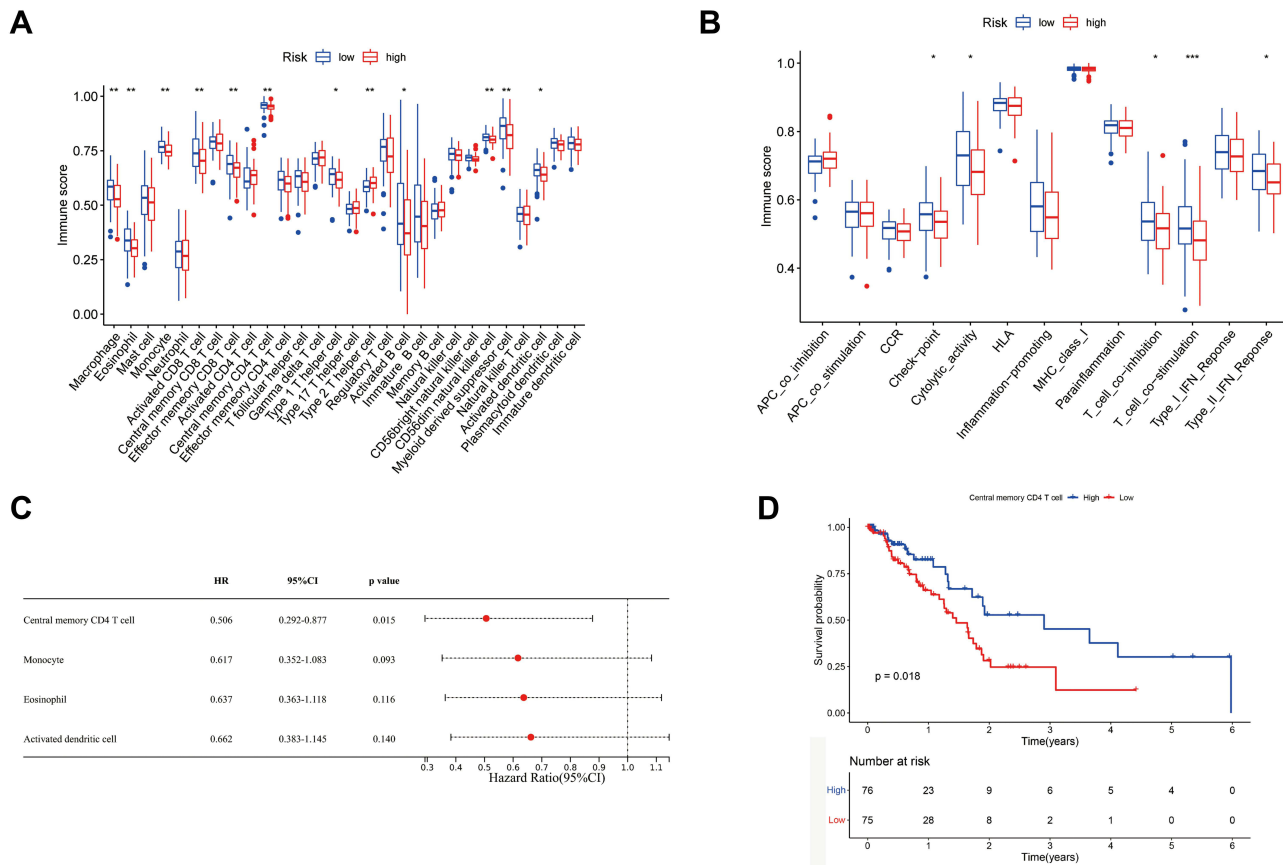 A
Risk low high
** ** ** ** ** ** * ** * ** ** *
Immune score
1.00
0.75
0.50
0.25
0.00
Macrophage
Eosinophil
Mast cell
Monocyte
Neutrophil
Activated CD8 T cell
Central memory CD8 T cell
Effector memory CD8 T cell
Activated CD4 T cell
Central memory CD4 T cell
Effector memory CD4 T cell
T follicular helper cell
Gamma delta T cell
Type 1 T helper cell
Type 17 T helper cell
Type 2 T helper cell
Regulatory T cell
Activated B cell
Immature B cell
Memory B cell
CD56bright natural killer cell
CD56dim natural killer cell
Myeloid derived suppressor cell
Natural killer T cell
Activated dendritic cell
Plasmacytoid dendritic cell
Immature dendritic cell
B
Risk low high
* * * *** *
Immune score
1.0
0.8
0.6
0.4
APC_co_inhibition
APC_co_stimulation
CCR
Check-point
Cytolytic_activity
HLA
Inflammation-promoting
MHC_class_I
Parainflammation
T_cell_co-inhibition
T_cell_co-stimulation
Type_I_IFN_Reponse
Type_II_IFN_Reponse
C
HR 95%CI p value
Central memory CD4 T cell 0.506 0.292-0.877 0.015
Monocyte 0.617 0.352-1.083 0.093
Eosinophil 0.637 0.363-1.118 0.116
Activated dendritic cell 0.662 0.383-1.145 0.140
0.3 0.4 0.5 0.6 0.7 0.8 0.9 1.0 1.1
Hazard Ratio(95%CI)
D
Central memory CD4 T cell High Low
Survival probability
1.00
0.75
0.50
0.25
0.00
p = 0.018
0 1 2 3 4 5 6
Time(years)
Number at risk
High 76 23 9 6 5 4 0
Low 75 28 8 2 1 0 0
0 1 2 3 4 5 6
Time(years)